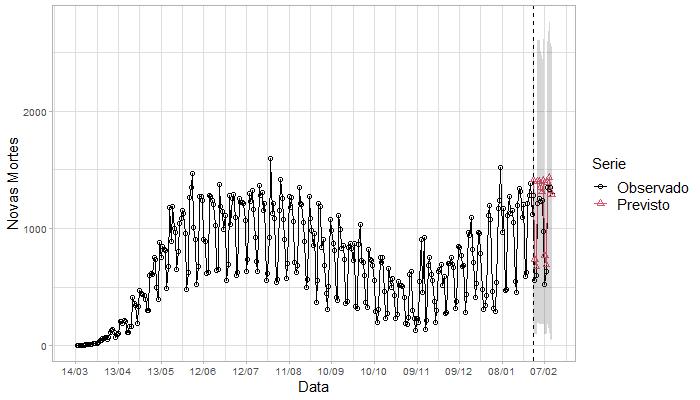 Novas Mortes
2000
1000
0
14/03 13/04 13/05 12/06 12/07 11/08 10/09 10/10 09/11 09/12 08/01 07/02
Data
Serie
Observado
Previsto